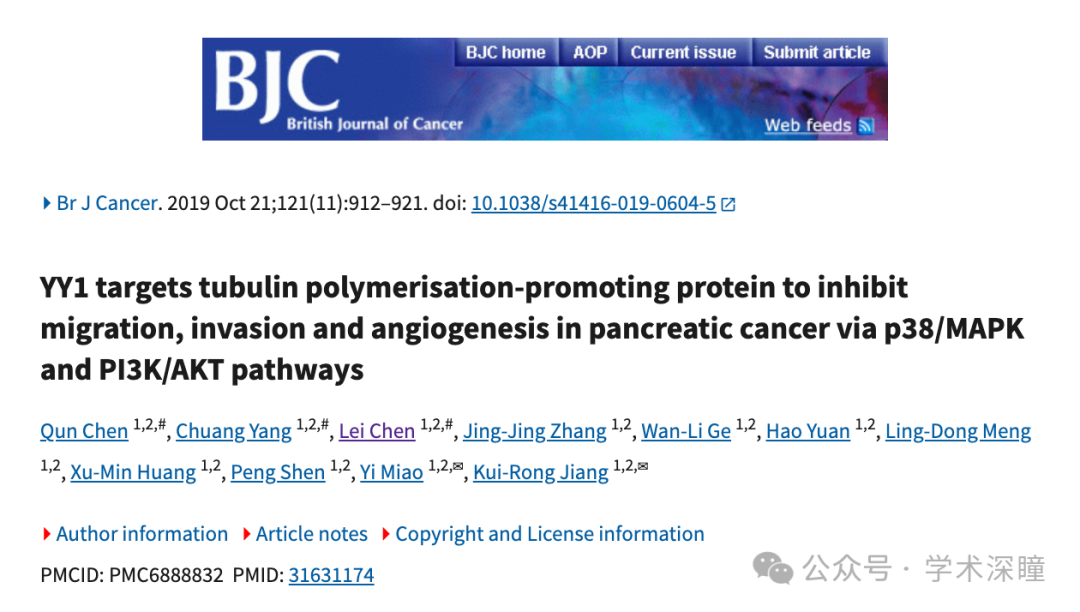 BJC home AOP Current issue Submit article
BJC
British Journal of Cancer
Web feeds
Br J Cancer. 2019 Oct 21;121(11):912–921. doi: 10.1038/s41416-019-0604-5
YY1 targets tubulin polymerisation-promoting protein to inhibit
migration, invasion and angiogenesis in pancreatic cancer via p38/MAPK
and PI3K/AKT pathways
Qun Chen 1,2,#, Chuang Yang 1,2,#, Lei Chen 1,2,#, Jing-Jing Zhang 1,2, Wan-Li Ge 1,2, Hao Yuan 1,2, Ling-Dong Meng
1,2, Xu-Min Huang 1,2, Peng Shen 1,2, Yi Miao 1,2,✉, Kui-Rong Jiang 1,2,✉
Author information Article notes Copyright and License information
PMCID: PMC6888832 PMID: 31631174
公众号 · 学术深瞳